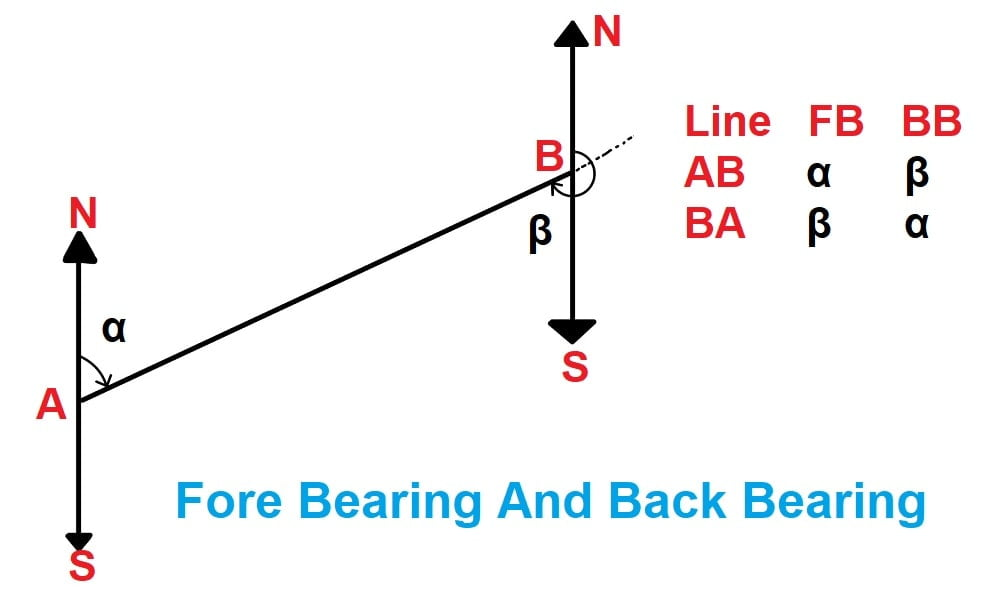 N
B
β
S
N
α
A
S
Line FB BB
AB α β
BA β α
Fore Bearing And Back Bearing